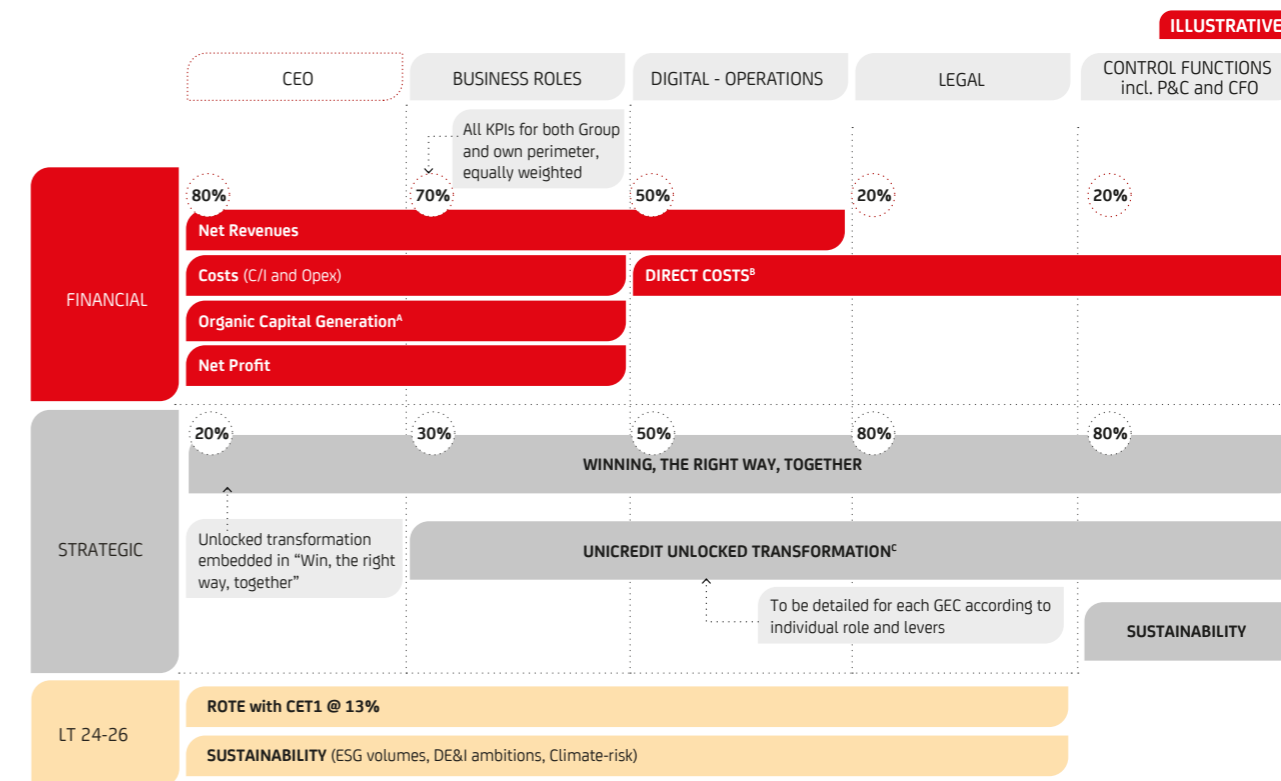 ILLUSTRATIVE
CEO
BUSINESS ROLES
DIGITAL - OPERATIONS
LEGAL
CONTROL FUNCTIONS
incl. P&C and CFO
All KPIs for both Group
and own perimeter,
equally weighted
FINANCIAL
80%
70%
50%
20%
20%
Net Revenues
Costs (C/I and Opex)
DIRECT COSTSᴮ
Organic Capital Generationᴬ
Net Profit
STRATEGIC
20%
30%
50%
80%
80%
WINNING, THE RIGHT WAY, TOGETHER
Unlocked transformation
embedded in “Win, the right
way, together”
UNICREDIT UNLOCKED TRANSFORMATIONᶜ
To be detailed for each GEC according to
individual role and levers
SUSTAINABILITY
LT 24-26
ROTE with CET1 @ 13%
SUSTAINABILITY (ESG volumes, DE&I ambitions, Climate-risk)